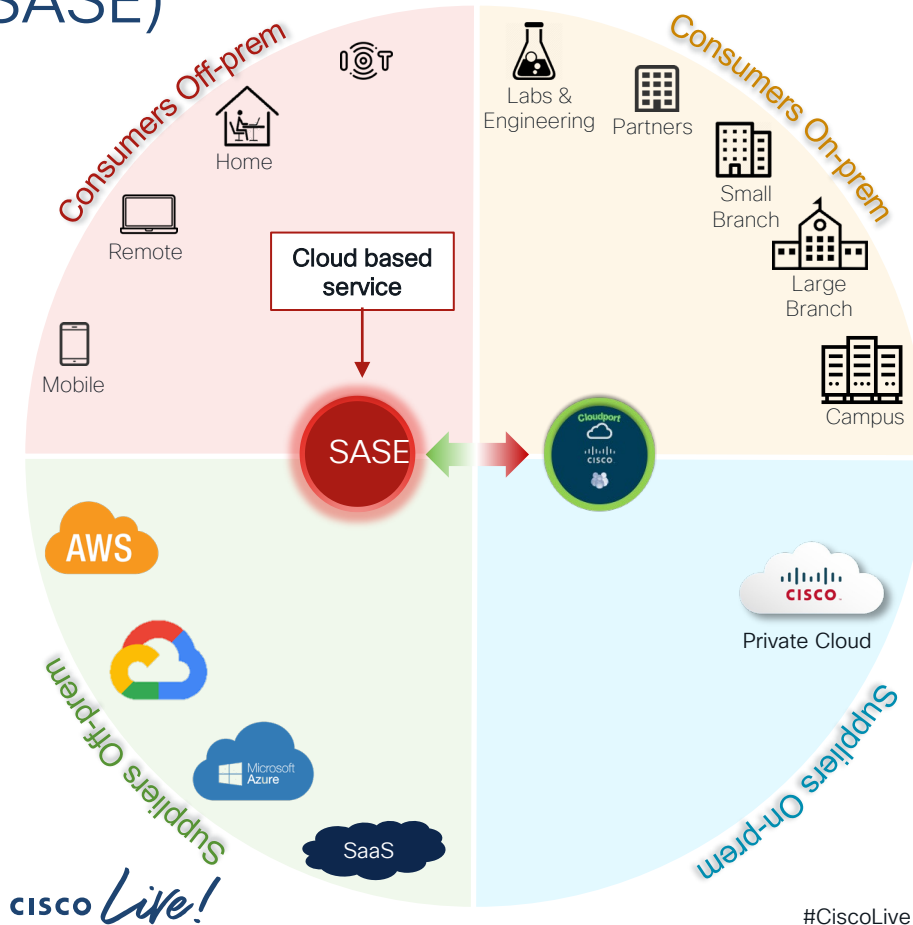 SASE)
Consumers Off-prem
IOT
Home
Remote
Mobile
Cloud based
service
Consumers On-prem
Labs &
Engineering
Partners
Small
Branch
Large
Branch
Campus
SASE
Cloudport
CISCO
AWS
Microsoft
Azure
SaaS
Suppliers Off-prem
CISCO
Private Cloud
Suppliers On-prem
CISCO Live!
#CiscoLive